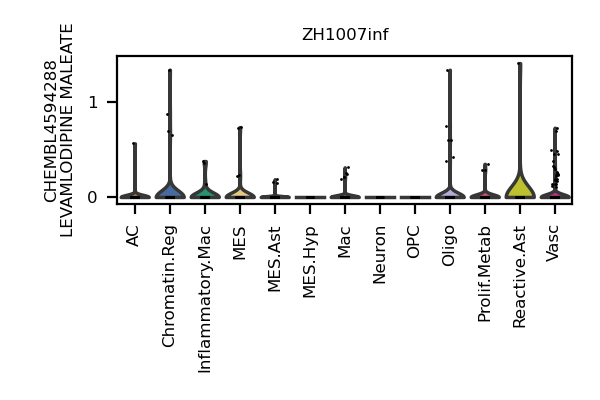 ZH1007inf
CHEMBL4594288
LEVAMLODIPINE MALEATE
1
0
AC
Chromatin.Reg
Inflammatory.Mac
MES
MES.Ast
MES.Hyp
Mac
Neuron
OPC
Oligo
Prolif.Metab
Reactive.Ast
Vasc